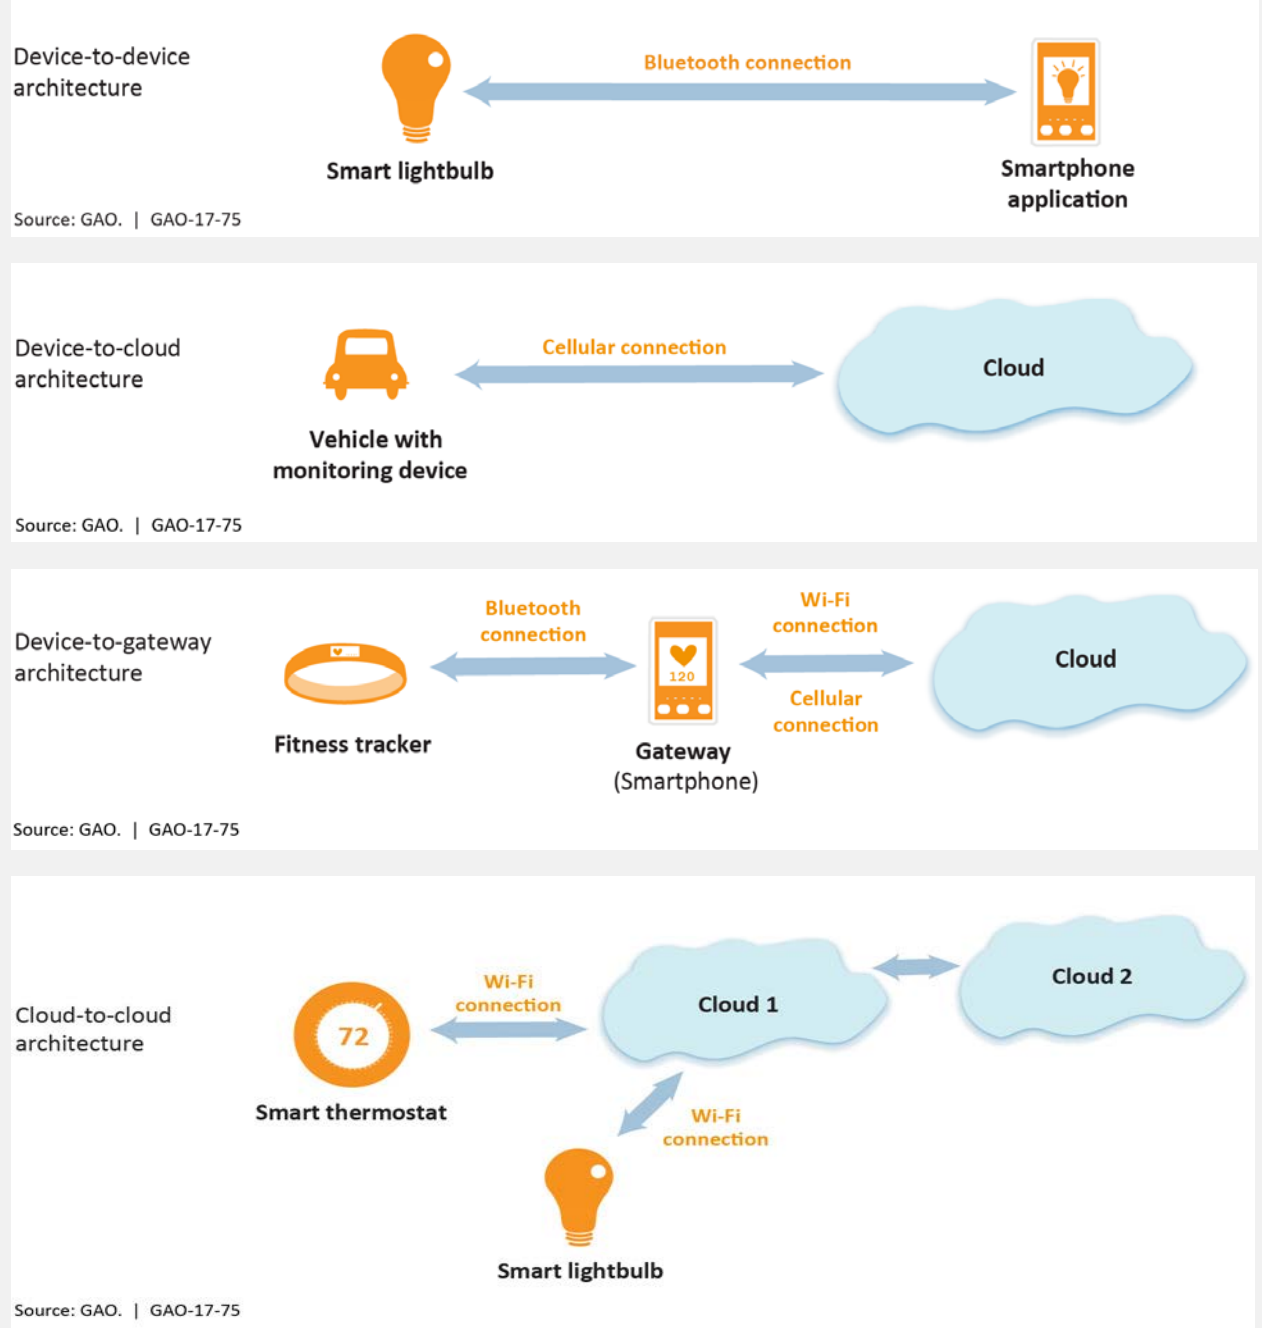 Device-to-device
architecture
Bluetooth connection
Smart lightbulb
Smartphone
application
Source: GAO. | GAO-17-75
Device-to-cloud
architecture
Cellular connection
Cloud
Vehicle with
monitoring device
Source: GAO. | GAO-17-75
Device-to-gateway
architecture
Bluetooth
connection
120
Wi-Fi
connection
Cellular
connection
Cloud
Fitness tracker
Gateway
(Smartphone)
Source: GAO. | GAO-17-75
Cloud-to-cloud
architecture
72
Wi-Fi
connection
Cloud 1
Cloud 2
Smart thermostat
Wi-Fi
connection
Smart lightbulb
Source: GAO. | GAO-17-75